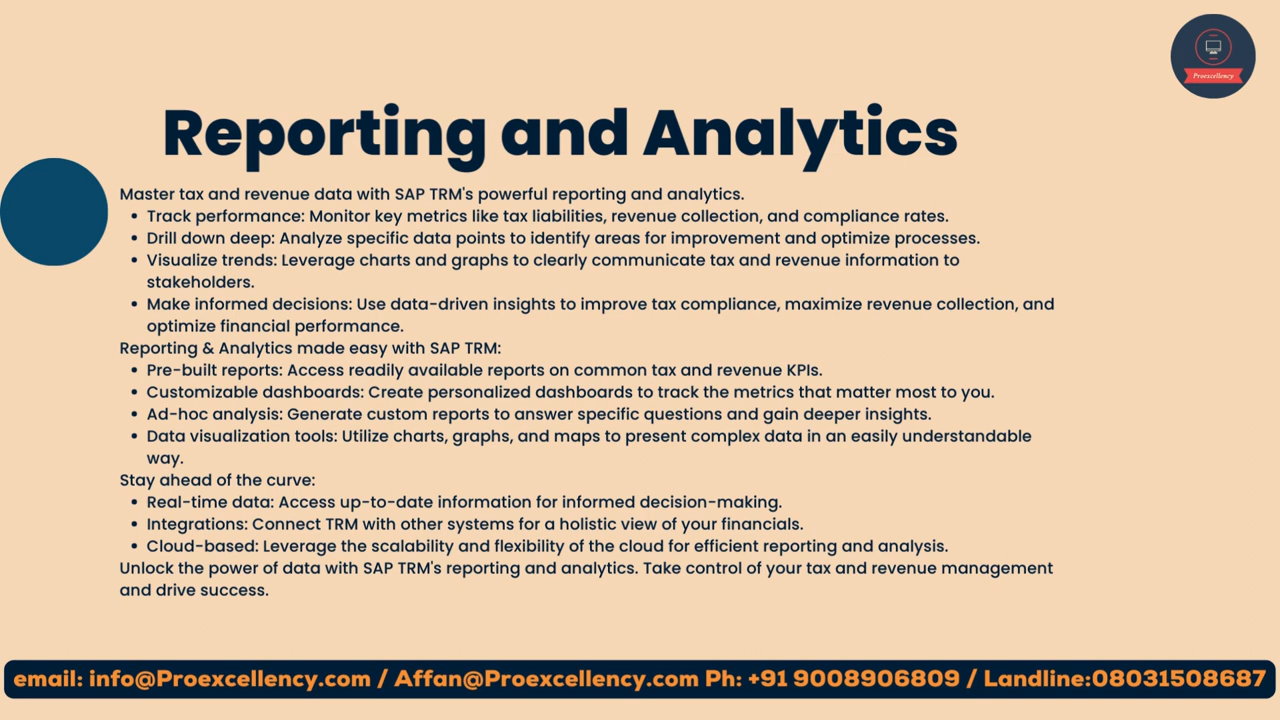 Proexcellency
Reporting and Analytics
Master tax and revenue data with SAP TRM's powerful reporting and analytics.
• Track performance: Monitor key metrics like tax liabilities, revenue collection, and compliance rates.
• Drill down deep: Analyze specific data points to identify areas for improvement and optimize processes.
• Visualize trends: Leverage charts and graphs to clearly communicate tax and revenue information to
stakeholders.
• Make informed decisions: Use data-driven insights to improve tax compliance, maximize revenue collection, and
optimize financial performance.
Reporting & Analytics made easy with SAP TRM:
• Pre-built reports: Access readily available reports on common tax and revenue KPIs.
• Customizable dashboards: Create personalized dashboards to track the metrics that matter most to you.
• Ad-hoc analysis: Generate custom reports to answer specific questions and gain deeper insights.
• Data visualization tools: Utilize charts, graphs, and maps to present complex data in an easily understandable
way.
Stay ahead of the curve:
• Real-time data: Access up-to-date information for informed decision-making.
• Integrations: Connect TRM with other systems for a holistic view of your financials.
• Cloud-based: Leverage the scalability and flexibility of the cloud for efficient reporting and analysis.
Unlock the power of data with SAP TRM's reporting and analytics. Take control of your tax and revenue management
and drive success.
email: info@Proexcellency.com / Affan@Proexcellency.com Ph: +91 9008906809 / Landline:08031508687